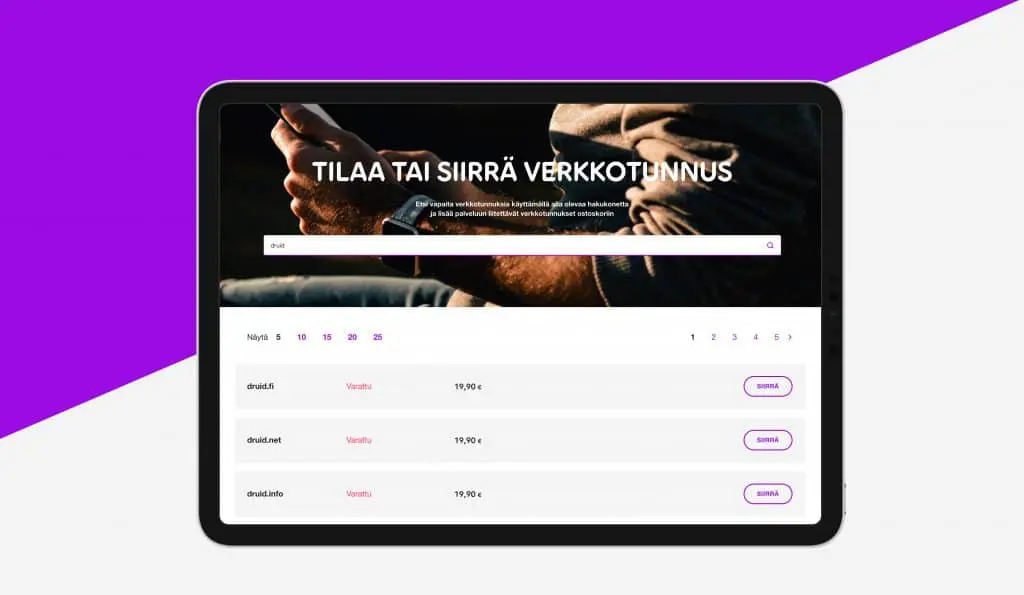 TILAA TAI SIIRRÄ VERKKOTUNNUS
Etsi vapaita verkkotunnuksia käyttämällä alla olevaa hakukonetta
ja lisää palveluun liitettävät verkkotunnukset ostoskoriin
druid
Näytä 5 10 15 20 25 1 2 3 4 5 >
druid.fi Varattu 19,90 € SIIRRÄ
druid.net Varattu 19,90 € SIIRRÄ
druid.info Varattu 19,90 € SIIRRÄ